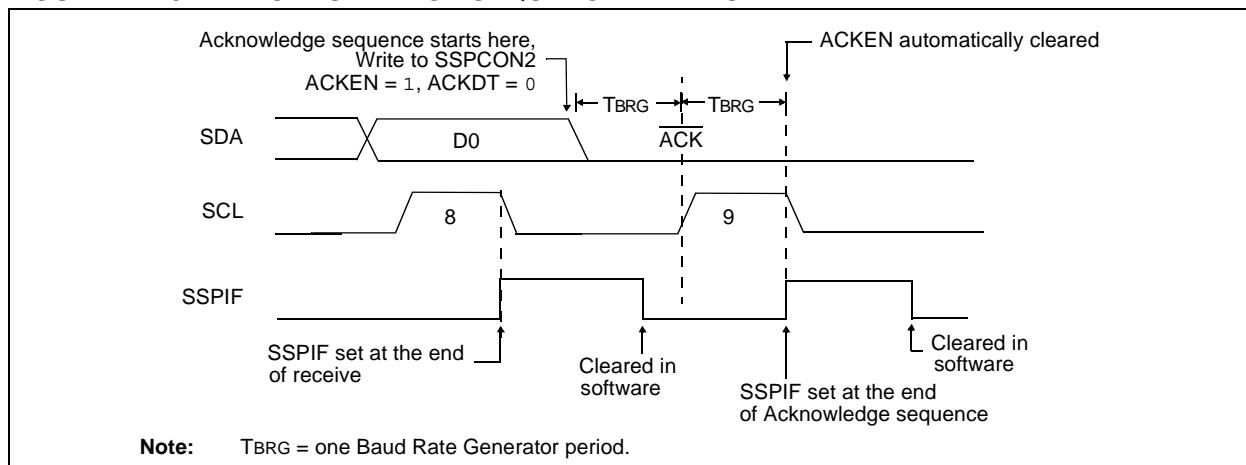 Acknowledge sequence starts here,
Write to SSPCON2
ACKEN = 1, ACKDT = 0
ACKEN automatically cleared
TBRG
TBRG
SDA
D0
ACK
SCL
8
9
SSPIF
SSPIF set at the end
of receive
Cleared in
software
SSPIF set at the end
of Acknowledge sequence
Cleared in
software
Note: TBRG = one Baud Rate Generator period.